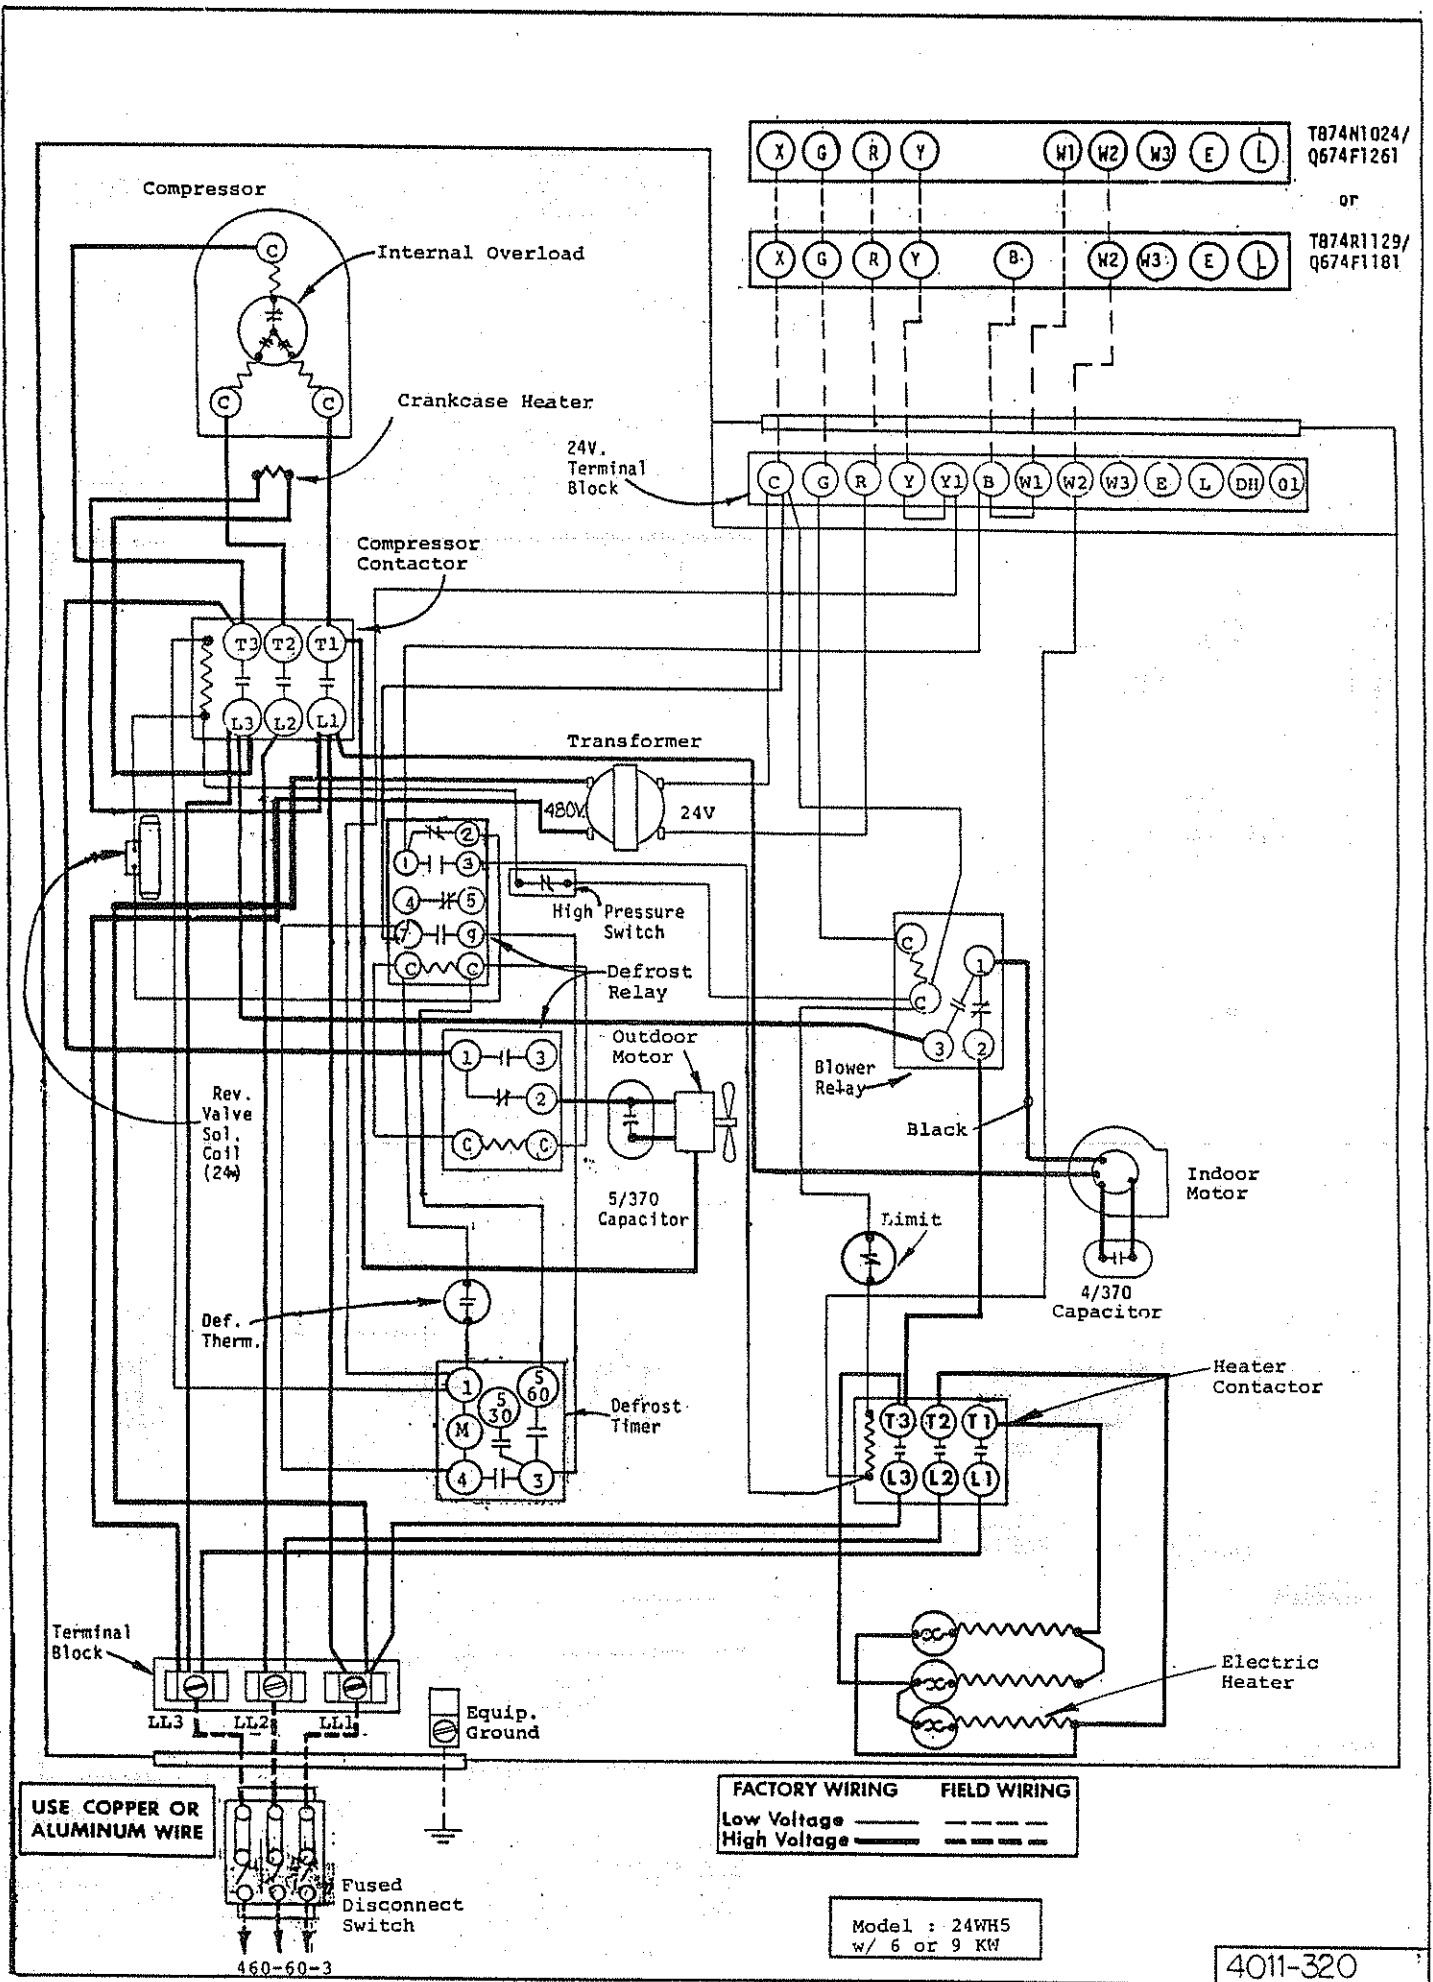 X G R Y W1 W2 W3 E L
T874N1024/
Q674F1261
or
X G R Y B W2 W3 E L
T874R1129/
Q674F1181
Compressor
C
Internal Overload
C C
Crankcase Heater
24V.
Terminal
Block
C G R Y Y1 B W1 W2 W3 E L DH 01
Compressor
Contactor
T3 T2 T1
L3 L2 L1
Transformer
480V. 24V
2
1 3
4 5
7 9
C C
High Pressure
Switch
Defrost
Relay
1 3
2
C C
Outdoor
Motor
C
1
C
3 2
Blower
Relay
Black
Rev.
Valve
Sol.
Coil
5/370
Capacitor
Indoor
Motor
Limit
4/370
Capacitor
Def.
Therm.
1
S
30
S
60
M
4 3
Defrost
Timer
Heater
Contactor
T3 T2 T1
L3 L2 L1
Terminal
Block
LL3 LL2 LL1
Equip.
Ground
Electric
Heater
USE COPPER OR
ALUMINUM WIRE
FACTORY WIRING FIELD WIRING
Low Voltage
High Voltage
Fused
Disconnect
Switch
460-60-3
Model : 24WH5
w/ 6 or 9 KW
4011-320